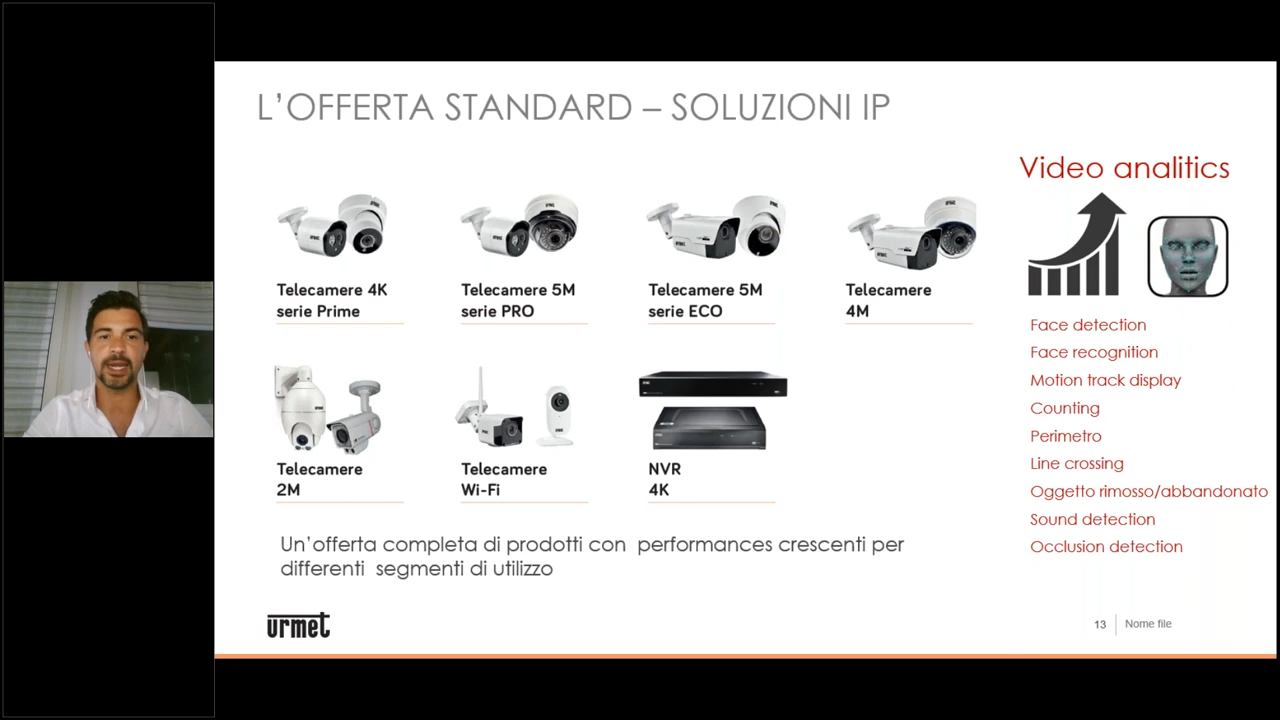 L'OFFERTA STANDARD – SOLUZIONI IP
Telecamere 4K
serie Prime
Telecamere 5M
serie PRO
Telecamere 5M
serie ECO
Telecamere
4M
Telecamere
2M
Telecamere
Wi-Fi
NVR
4K
Un'offerta completa di prodotti con performances crescenti per
differenti segmenti di utilizzo
Video analitics
Face detection
Face recognition
Motion track display
Counting
Perimetro
Line crossing
Oggetto rimosso/abbandonato
Sound detection
Occlusion detection
urmet
13
Nome file